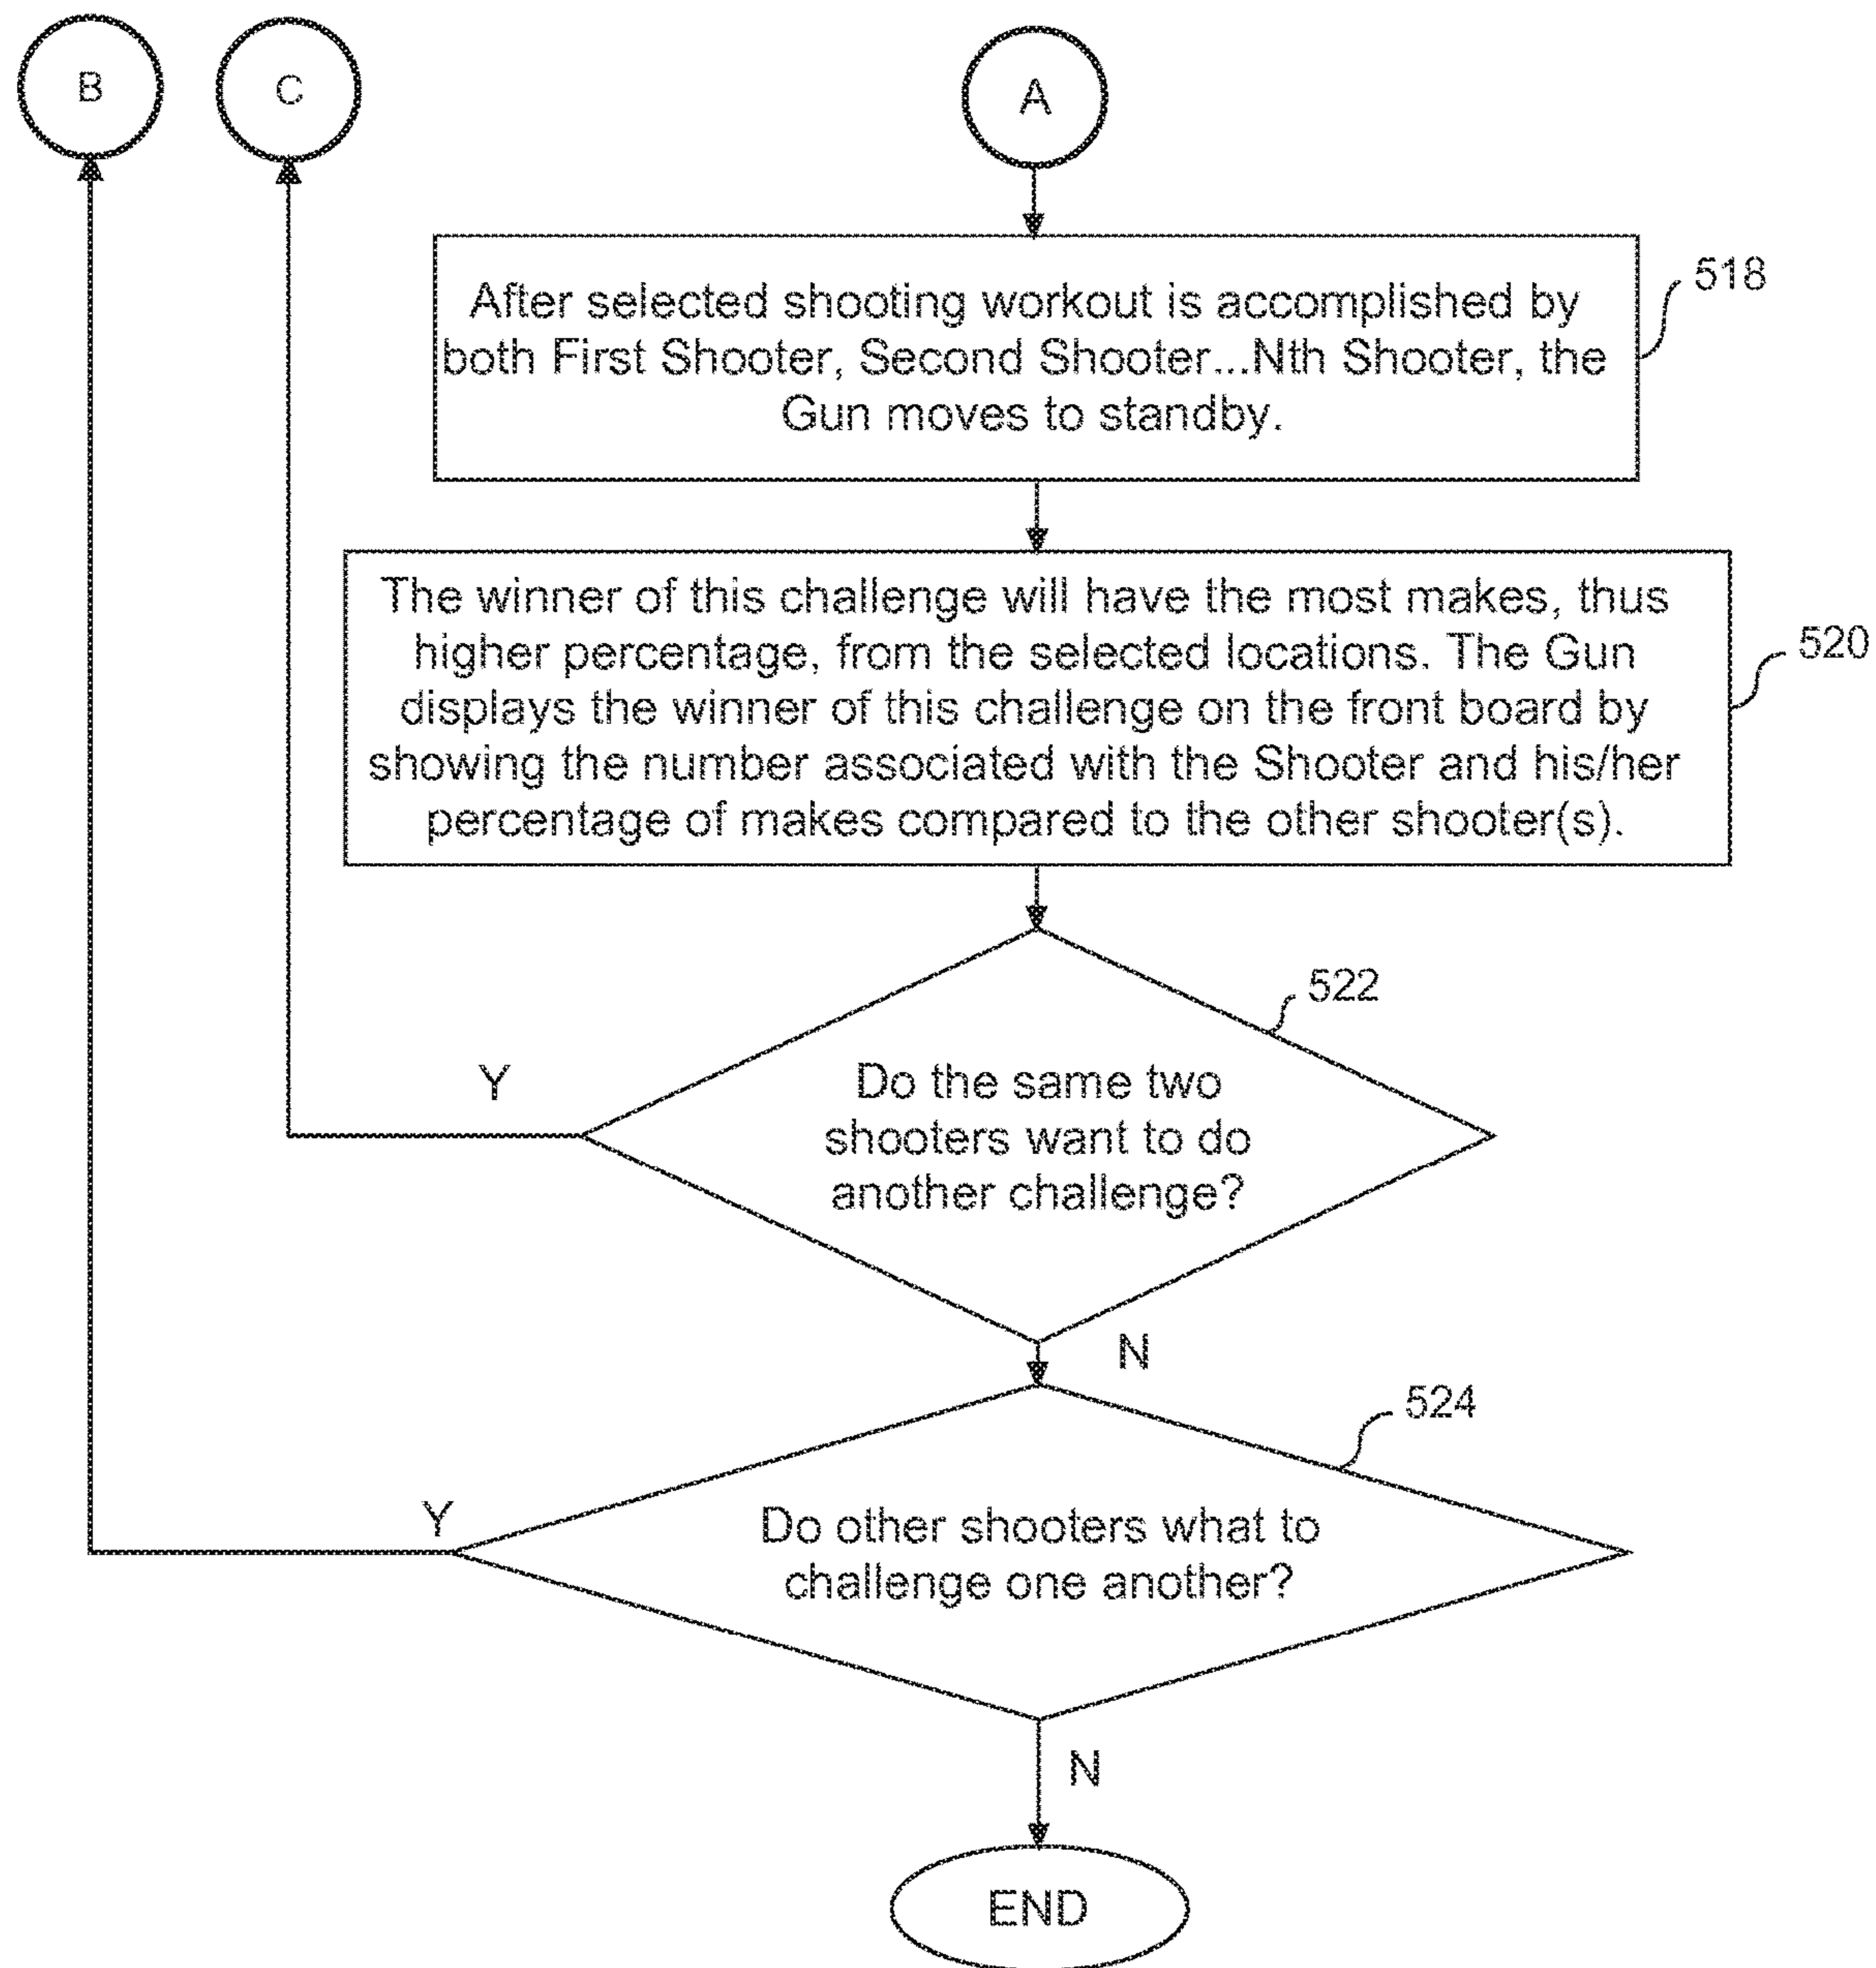 B
C
A
After selected shooting workout is accomplished by
both First Shooter, Second Shooter...Nth Shooter, the
Gun moves to standby.
518
The winner of this challenge will have the most makes, thus
higher percentage, from the selected locations. The Gun
displays the winner of this challenge on the front board by
showing the number associated with the Shooter and his/her
percentage of makes compared to the other shooter(s).
520
522
Do the same two
shooters want to do
another challenge?
Y
N
524
Do other shooters what to
challenge one another?
Y
N
END